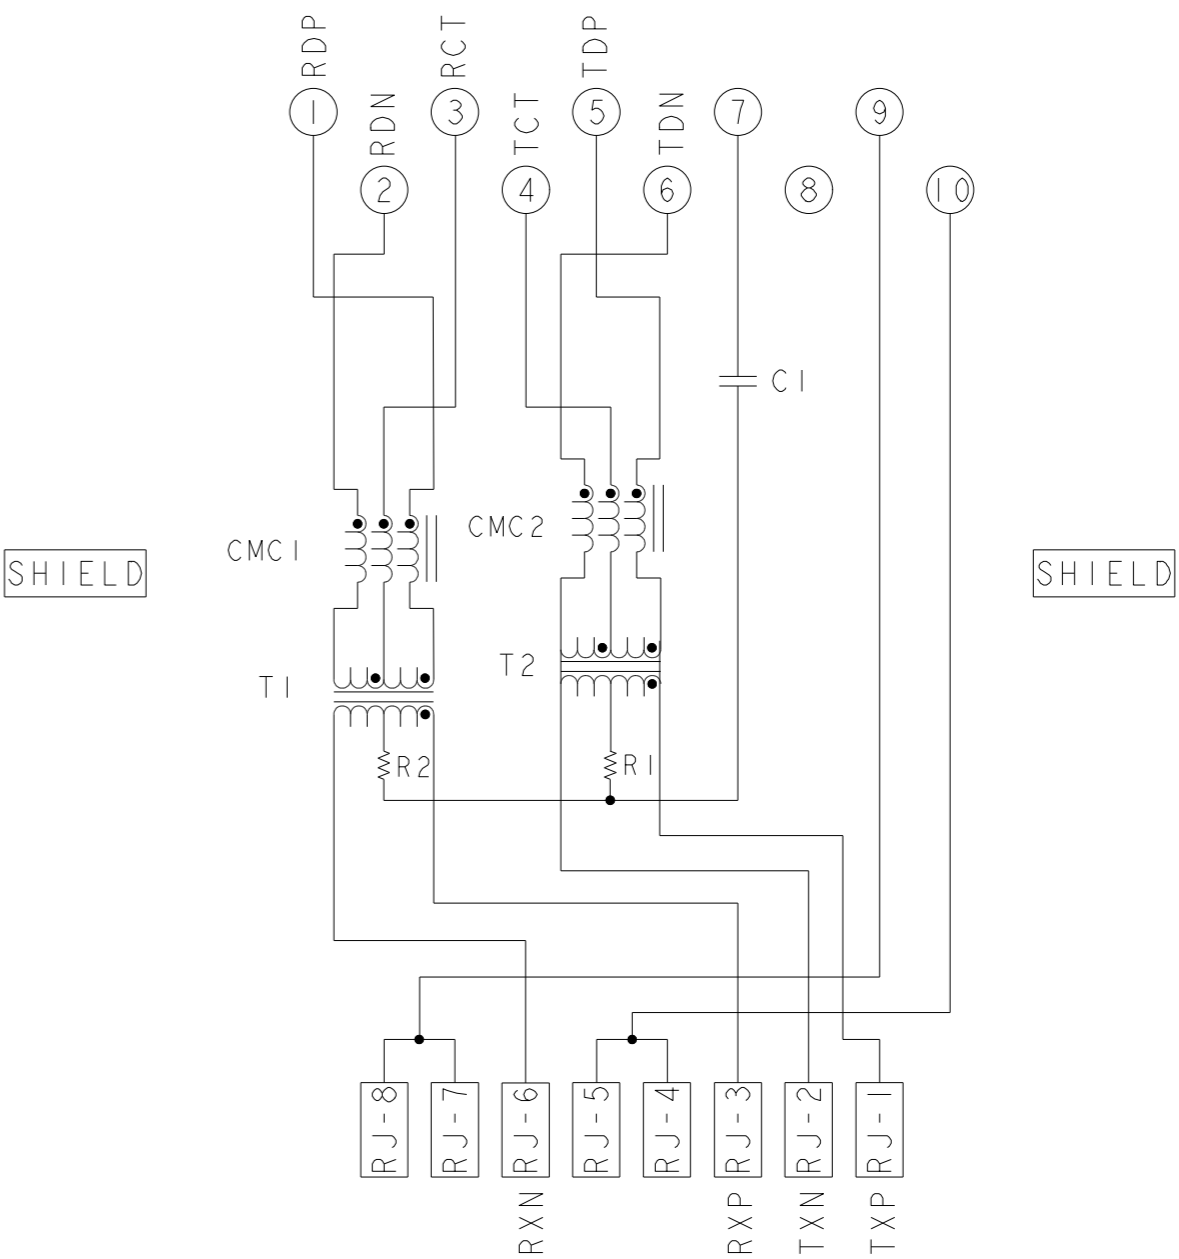 RDP
RCT
TDP
1
3
5
7
9
RDN
TCT
TDN
2
4
6
8
10
C1
CMC1
CMC2
SHIELD
SHIELD
T1
T2
R2
R1
RJ-8
RJ-7
RJ-6
RJ-5
RJ-4
RJ-3
RJ-2
RJ-1
RXN
RXP
TXN
TXP